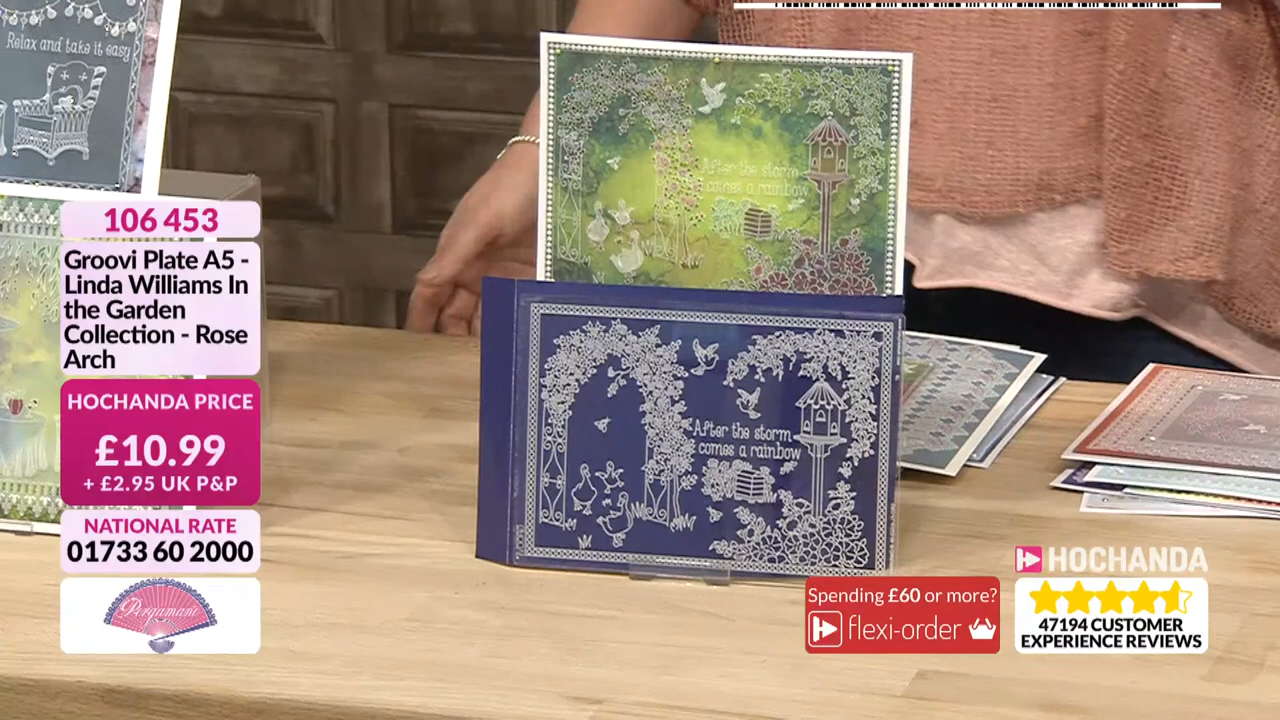 Relax and take it easy
After the storm
comes a rainbow
After the storm
comes a rainbow
106 453
Groovi Plate A5 -
Linda Williams In
the Garden
Collection - Rose
Arch
HOCHANDA PRICE
£10.99
+ £2.95 UK P&P
NATIONAL RATE
01733 60 2000
Pergamano
Spending £60 or more?
flexi-order
HOCHANDA
47194 CUSTOMER
EXPERIENCE REVIEWS